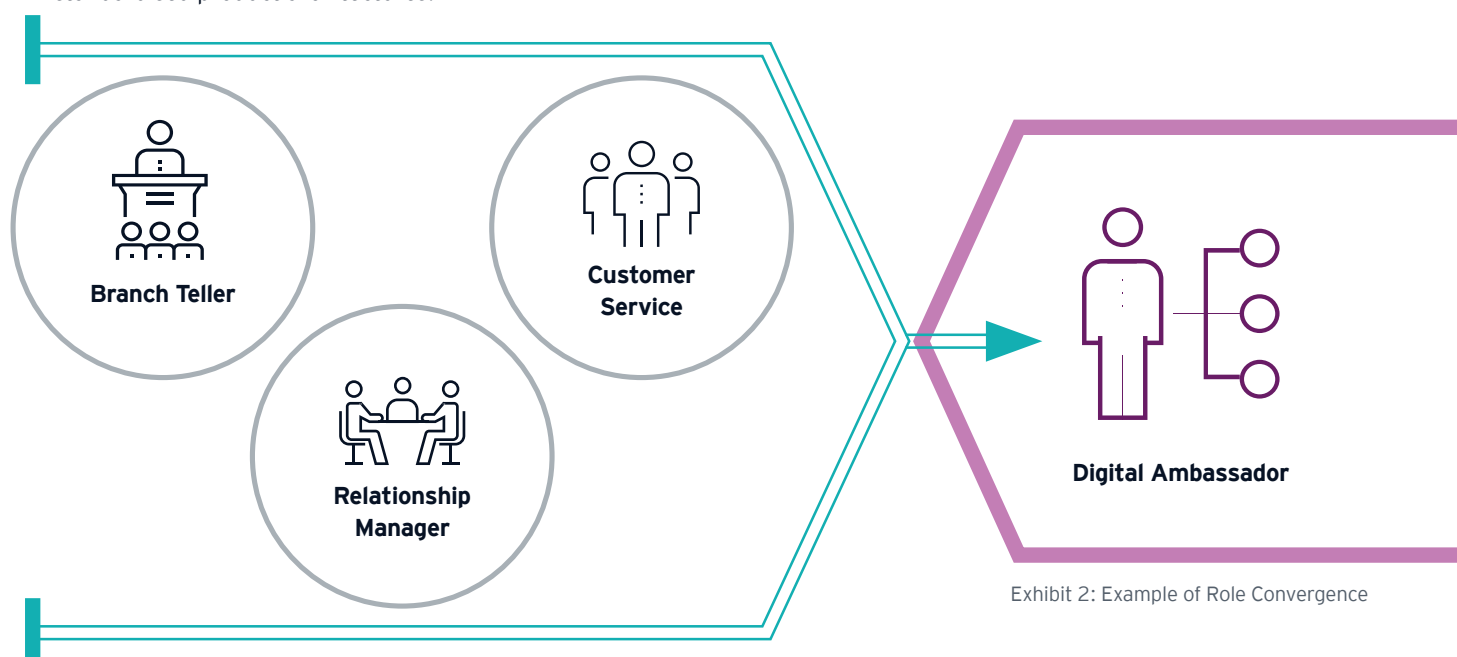 Branch Teller
Customer
Service
Relationship
Manager
Digital Ambassador
Exhibit 2: Example of Role Convergence